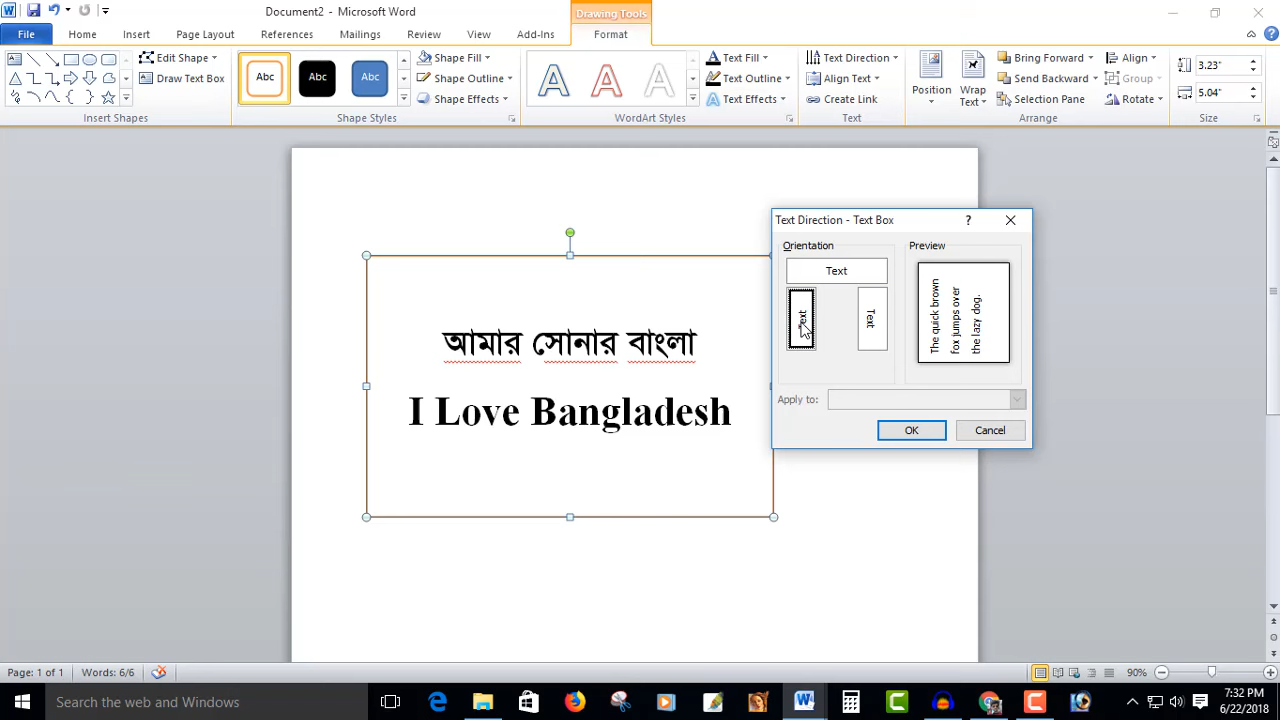 Document2 - Microsoft Word
Drawing Tools
File Home Insert Page Layout References Mailings Review View Add-Ins Format
Edit Shape
Draw Text Box
Insert Shapes
Abc Abc Abc
Shape Fill
Shape Outline
Shape Effects
Shape Styles
A A A
Text Fill
Text Outline
Text Effects
WordArt Styles
Text Direction
Align Text
Create Link
Text
Position
Wrap Text
Bring Forward
Send Backward
Selection Pane
Align
Group
Rotate
Arrange
3.23"
5.04"
Size
আমার সোনার বাংলা
I Love Bangladesh
Text Direction - Text Box
Orientation
Text
Text
Text
Preview
The quick brown
fox jumps over
the lazy dog.
Apply to:
OK Cancel
Page: 1 of 1 Words: 6/6 90%
Search the web and Windows
7:32 PM
6/22/2018